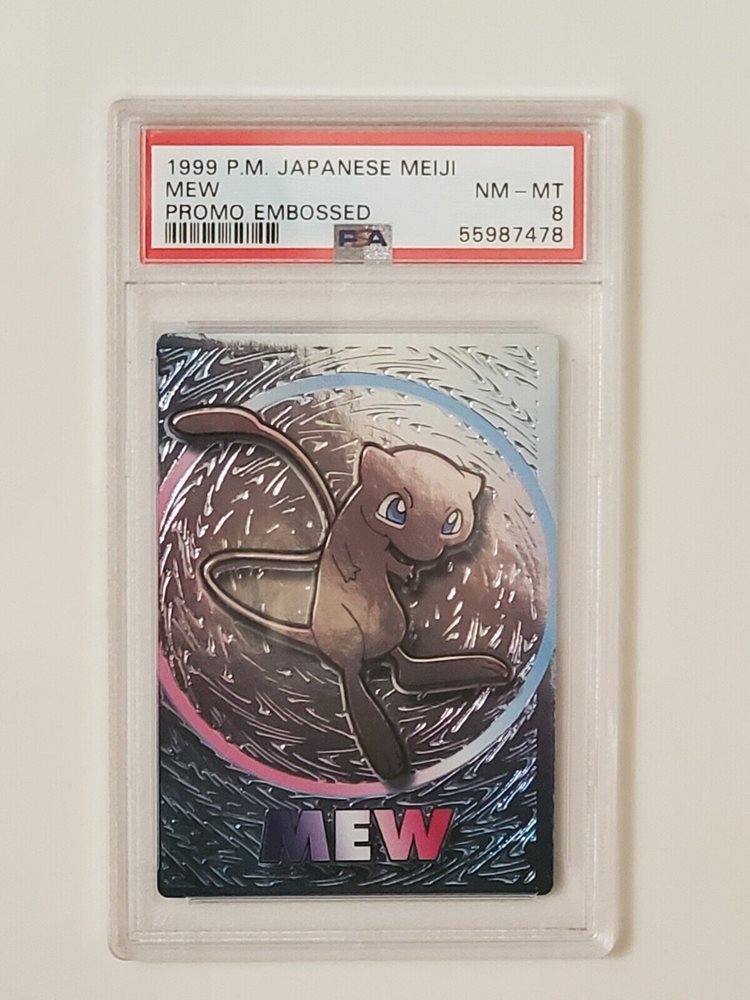 1999 P.M. JAPANESE MEIJI
MEW NM - MT
PROMO EMBOSSED 8
PSA 55987478
MEW